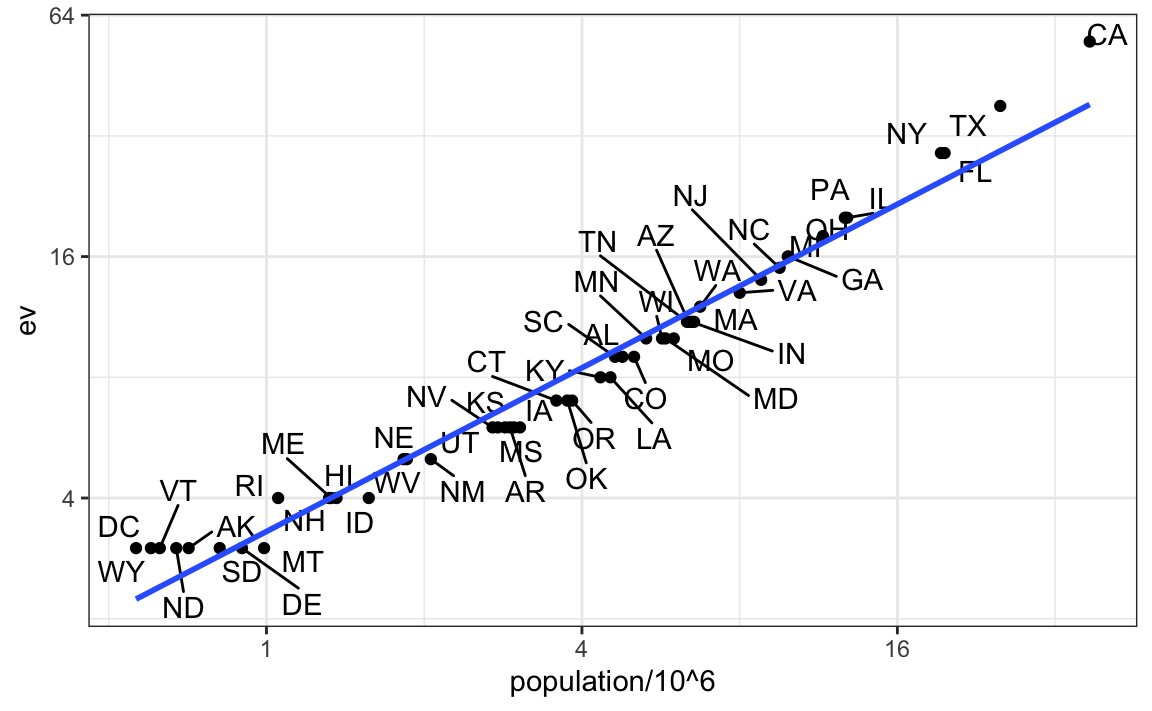 64
CA
NY
TX
FL
PA
IL
NJ
NC
OH
TN
AZ
MI
16
WA
GA
MN
VA
WI
SC
AL
MA
IN
CT
KY
MO
NV
KS
IA
CO
MD
ME
NE
UT
MS
OR
LA
VT
RI
HI
WV
NM
AR
OK
4
DC
AK
NH
ID
WY
SD
MT
ND
DE
ev
1
4
16
population/10^6